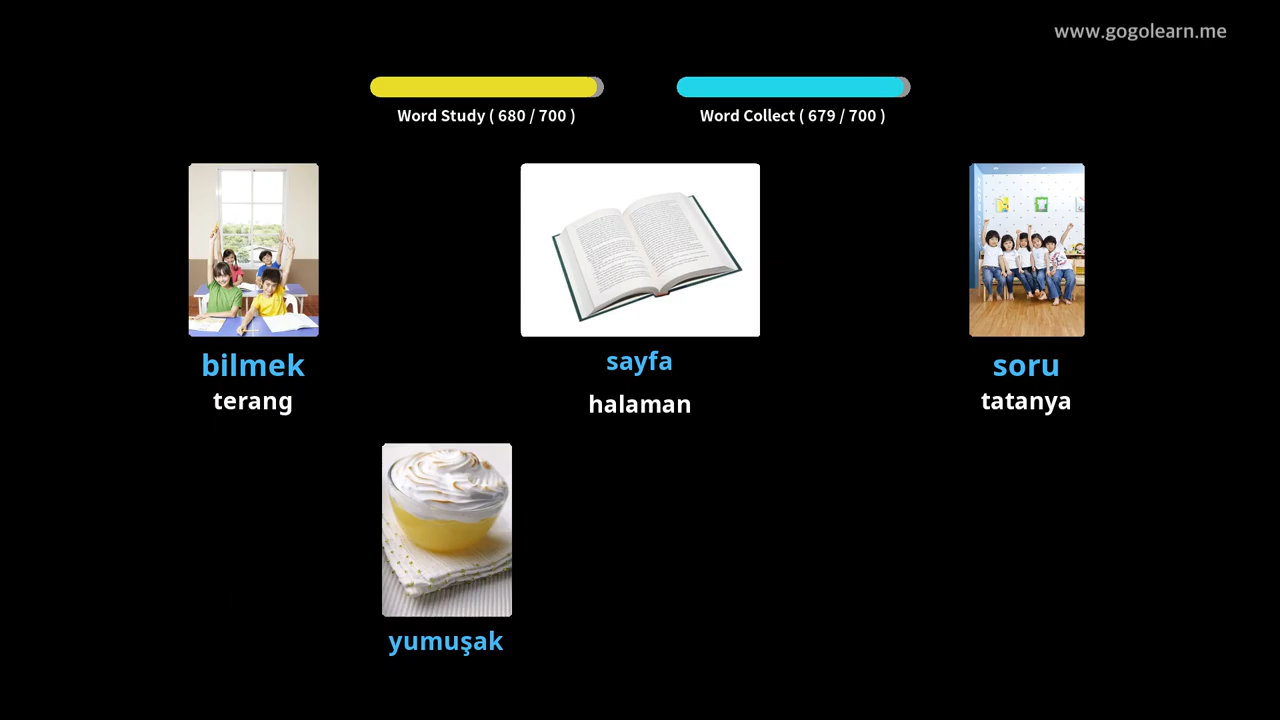 www.gogolearn.me
Word Study ( 680 / 700 )
Word Collect ( 679 / 700 )
bilmek
terang
sayfa
halaman
soru
tatanya
yumuşak